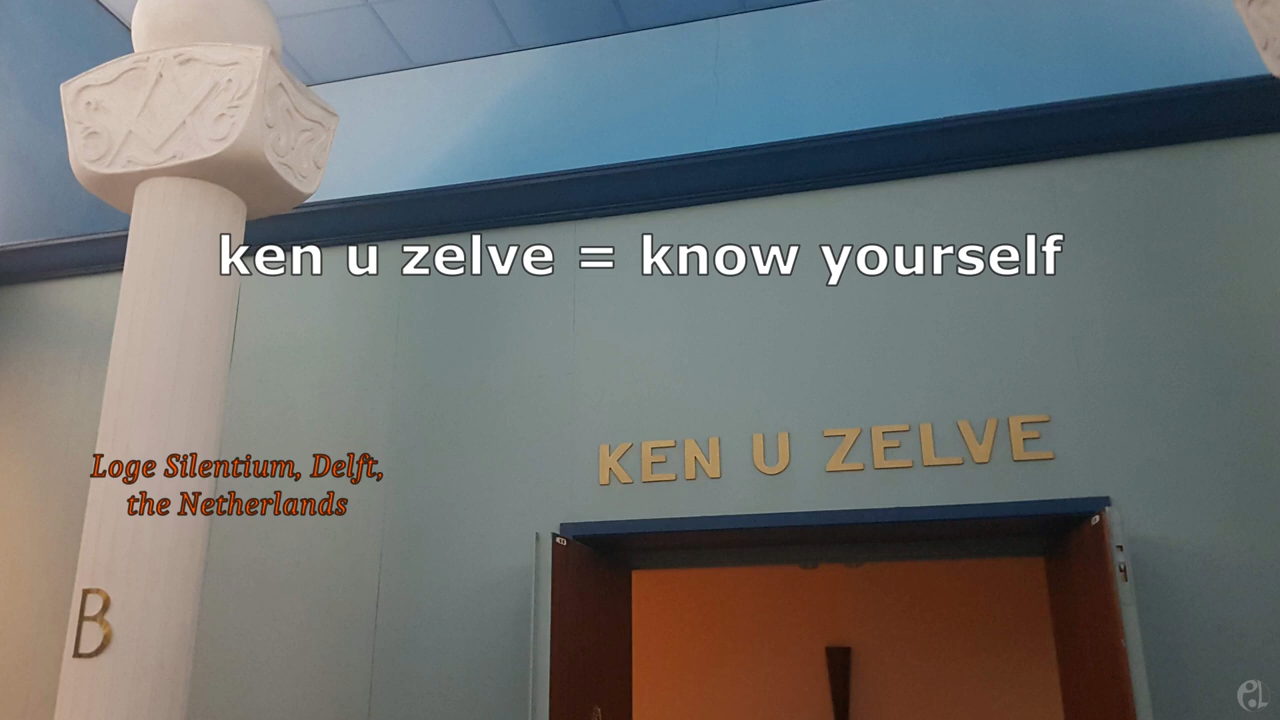 ken u zelve = know yourself
KEN U ZELVE
Loge Silentium, Delft,
the Netherlands
B